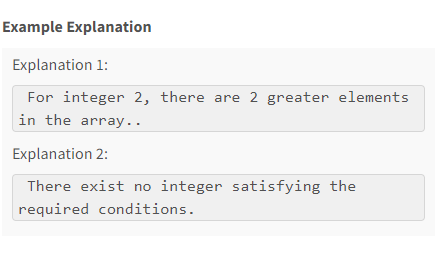 Example Explanation
Explanation 1:
For integer 2, there are 2 greater elements
in the array..
Explanation 2:
There exist no integer satisfying the
required conditions.